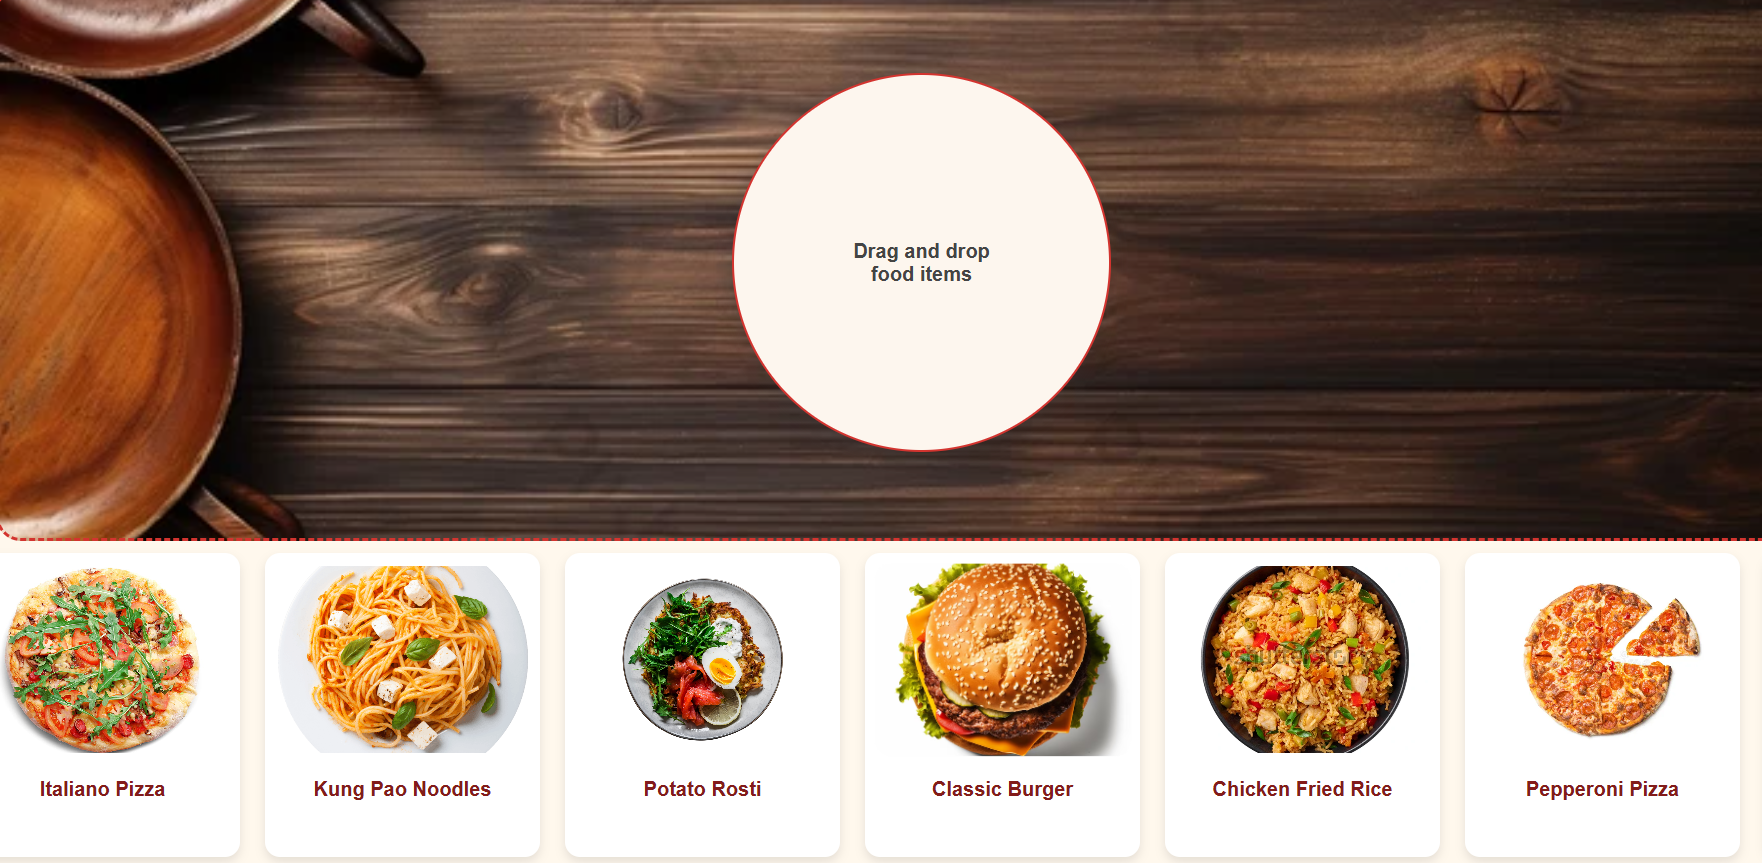 Drag and drop
food items
Italiano Pizza
Kung Pao Noodles
Potato Rosti
Classic Burger
Chicken Fried Rice
Pepperoni Pizza